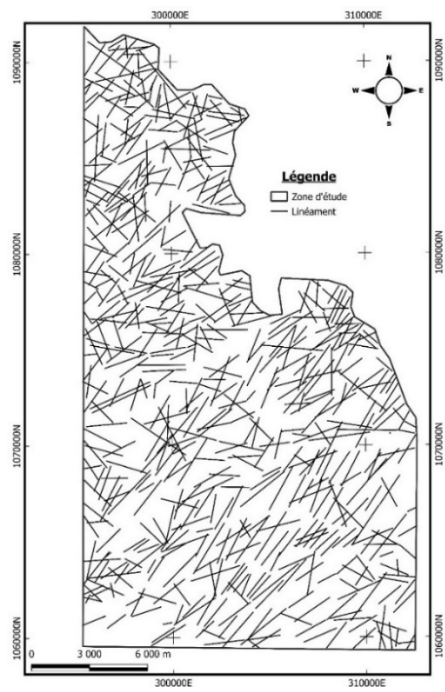 300000E 310000E
1090000N 1090000N
N
W E
S
Légende
Zone d'étude
Linéament
1080000N 1080000N
1070000N 1070000N
1060000N 1060000N
0 3 000 6 000 m
300000E 310000E